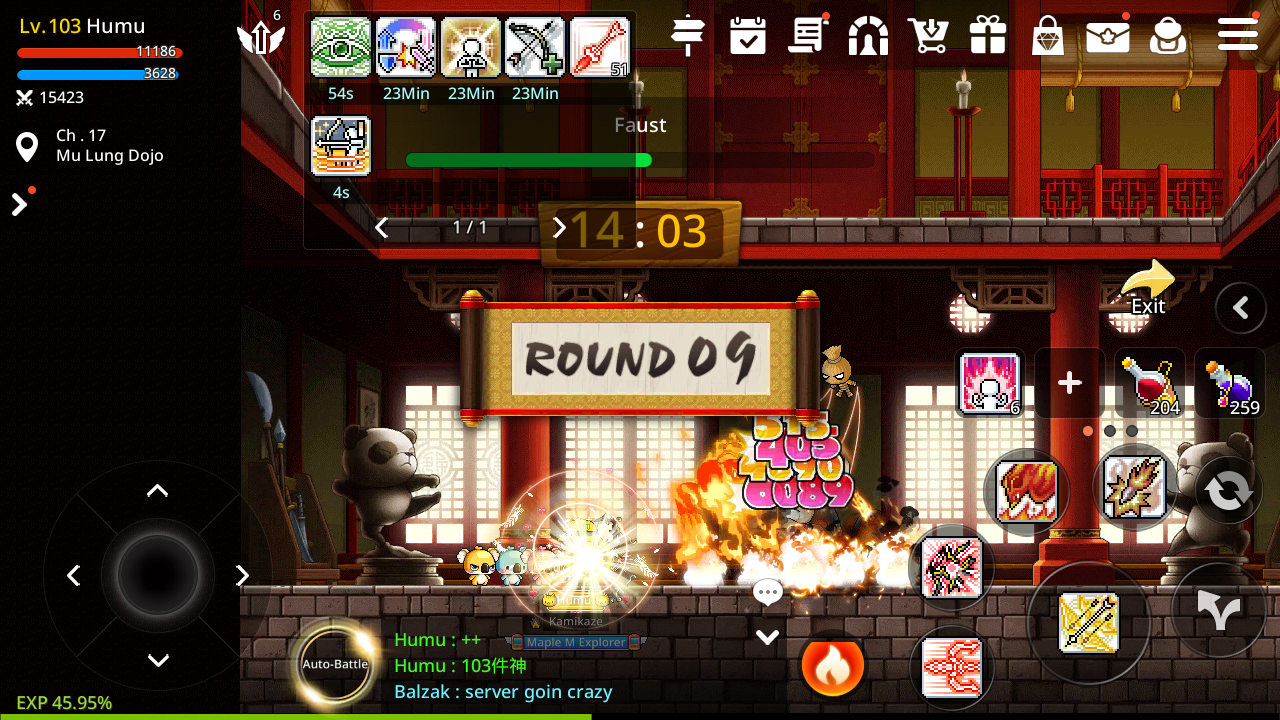 Lv.103 Humu
11186
3628
15423
Ch . 17
Mu Lung Dojo
6
51
54s
23Min
23Min
23Min
4s
Faust
1 / 1
14 : 03
ROUND 09
Exit
6
204
259
Humu
Kamikaze
Maple M Explorer
Auto-Battle
Humu : ++
Humu : 103件神
Balzak : server goin crazy
EXP 45.95%